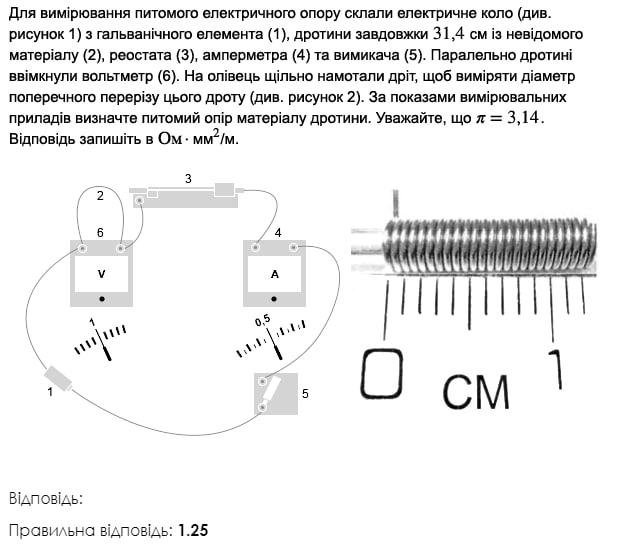 Для вимірювання питомого електричного опору склали електричне коло (див.
рисунок 1) з гальванічного елемента (1), дротини завдовжки 31,4 см із невідомого
матеріалу (2), реостата (3), амперметра (4) та вимикача (5). Паралельно дротині
ввімкнули вольтметр (6). На олівець щільно намотали дріт, щоб виміряти діаметр
поперечного перерізу цього дроту (див. рисунок 2). За показами вимірювальних
приладів визначте питомий опір матеріалу дротини. Уважайте, що π = 3,14.
Відповідь запишіть в Ом · мм²/м.
3
2
6
4
V
A
1
0,5
1
5
0
СМ
1
Відповідь:
Правильна відповідь: 1.25